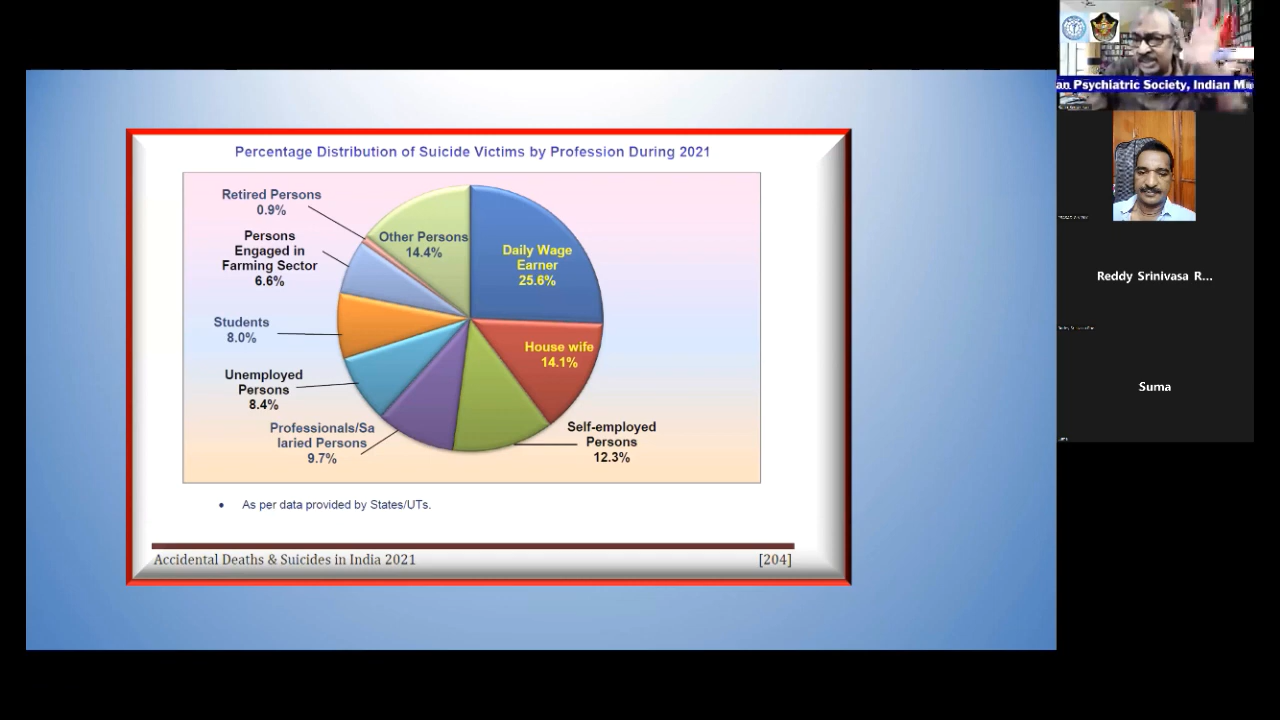 Percentage Distribution of Suicide Victims by Profession During 2021
Retired Persons
0.9%
Persons
Engaged in
Farming Sector
6.6%
Other Persons
14.4%
Daily Wage
Earner
25.6%
Students
8.0%
House wife
14.1%
Unemployed
Persons
8.4%
Professionals/Sa
laried Persons
9.7%
Self-employed
Persons
12.3%
• As per data provided by States/UTs.
Accidental Deaths & Suicides in India 2021
[204]
an Psychiatric Society, Indian M
Reddy Srinivasa R...
Suma